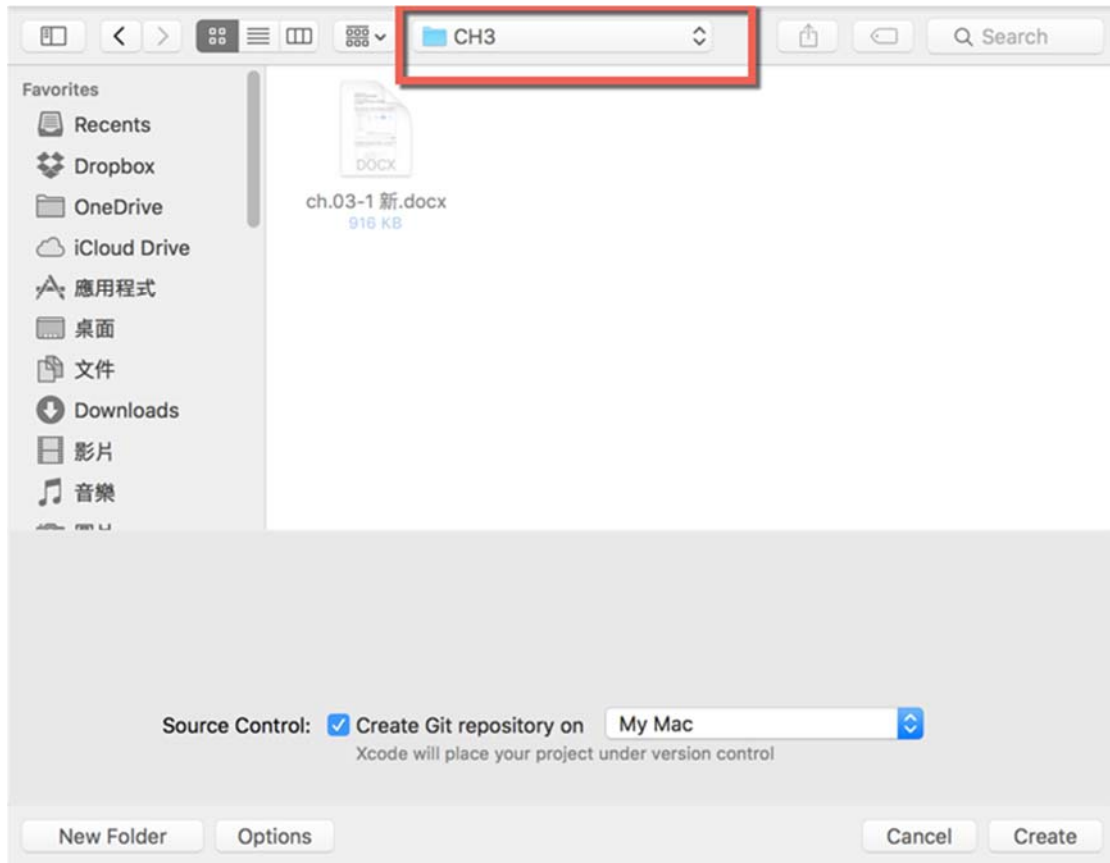 CH3
Search
Favorites
Recents
Dropbox
OneDrive
iCloud Drive
應用程式
桌面
文件
Downloads
影片
音樂
DOCX
ch.03-1 新.docx
916 KB
Source Control: Create Git repository on My Mac
Xcode will place your project under version control
New Folder Options Cancel Create